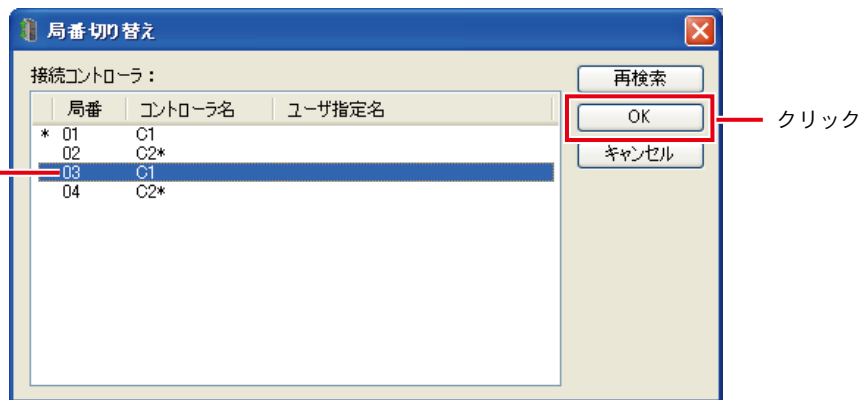 局番切り替え
接続コントローラ：
再検索
局番 コントローラ名 ユーザ指定名
OK
クリック
* 01 C1
02 C2*
キャンセル
03 C1
04 C2*